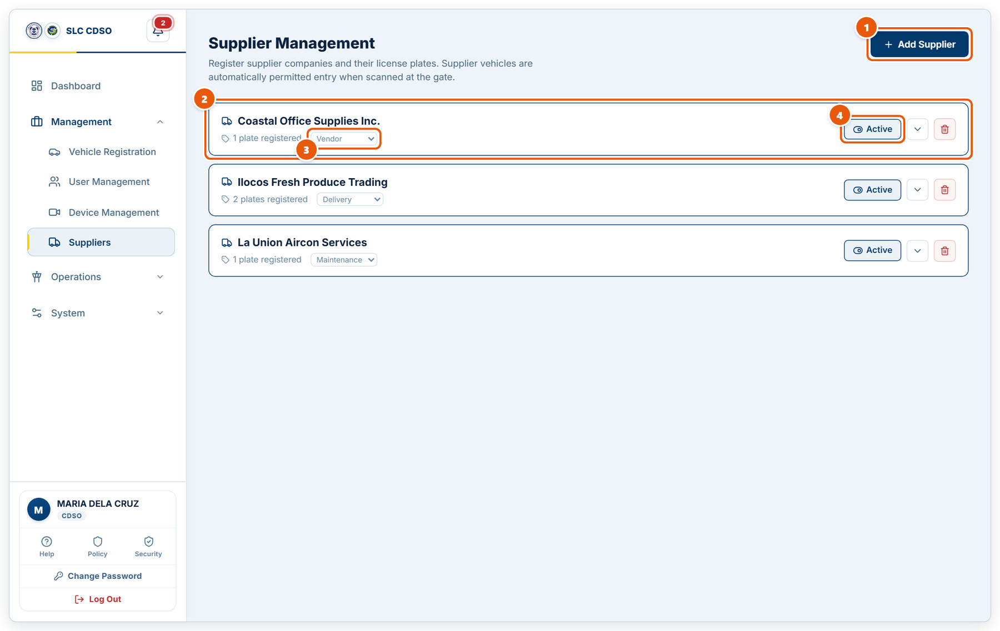 SLC CDSO
2
Dashboard
Management
Vehicle Registration
User Management
Device Management
Suppliers
Operations
System
M
MARIA DELA CRUZ
CDSO
Help
Policy
Security
Change Password
Log Out
Supplier Management
Register supplier companies and their license plates. Supplier vehicles are
automatically permitted entry when scanned at the gate.
1
+ Add Supplier
2
Coastal Office Supplies Inc.
1 plate registered
3
Vendor
4
Active
Ilocos Fresh Produce Trading
2 plates registered
Delivery
Active
La Union Aircon Services
1 plate registered
Maintenance
Active